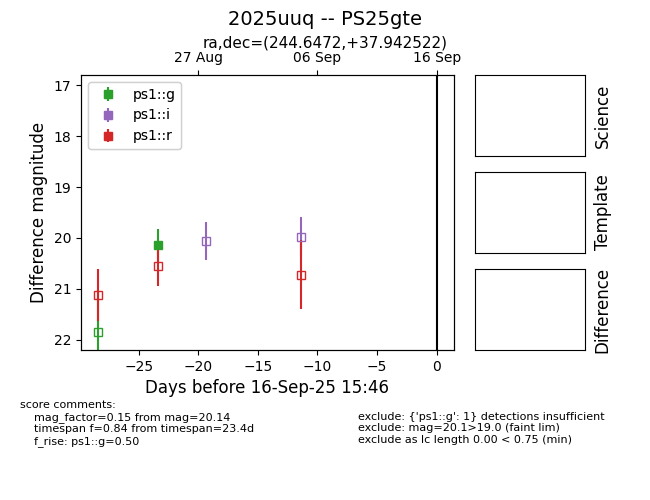 2025uuq -- PS25gte
ra,dec=(244.6472,+37.942522)
27 Aug 06 Sep 16 Sep
17
18
19
20
21
22
Difference magnitude
ps1::g
ps1::i
ps1::r
−25 −20 −15 −10 −5 0
Days before 16-Sep-25 15:46
Science
Template
Difference
score comments:
mag_factor=0.15 from mag=20.14
timespan f=0.84 from timespan=23.4d
f_rise: ps1::g=0.50
exclude: {'ps1::g': 1} detections insufficient
exclude: mag=20.1>19.0 (faint lim)
exclude as lc length 0.00 < 0.75 (min)